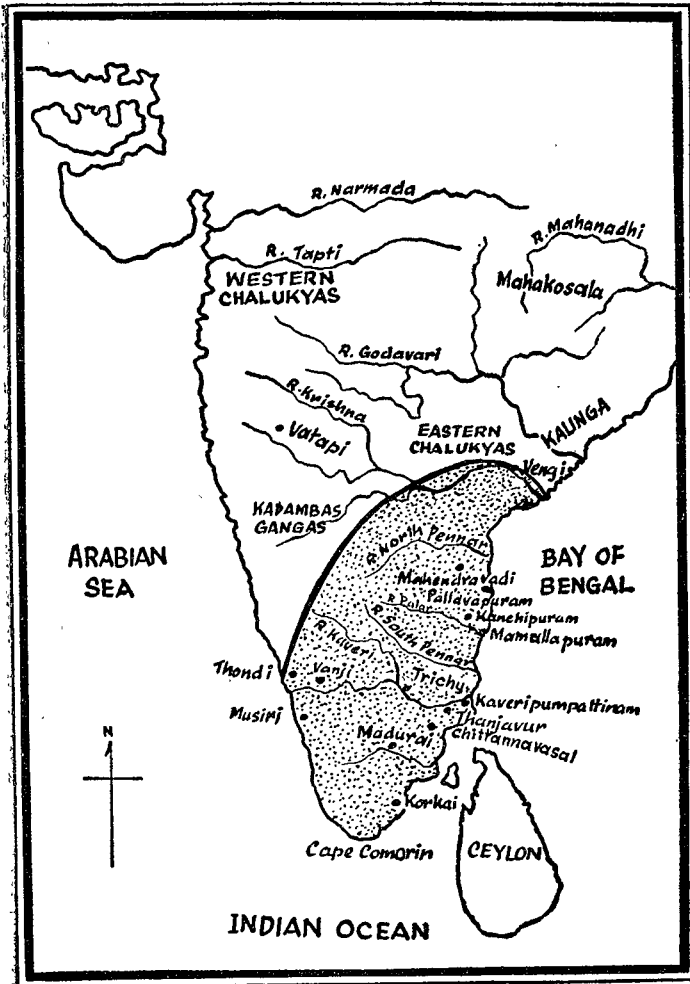 R. Narmada
R. Mahanadhi
R. Tapti
WESTERN
CHALUKYAS
Mahakosala
R. Godavari
R. Krishna
Vatapi
EASTERN
CHALUKYAS
KALINGA
Vengi
KADAMBAS
GANGAS
R. North Pennar
ARABIAN
SEA
BAY OF
BENGAL
Mahendravadi
Pallavapuram
R. Palar
Kanchipuram
Mamallapuram
R. South Pennar
R. Kaveri
Thondi
Vanji
Trichy
Kaveripumpattinam
Musiri
Thanjavur
Chittannavasal
Madurai
N
Korkai
Cape Comorin
CEYLON
INDIAN OCEAN